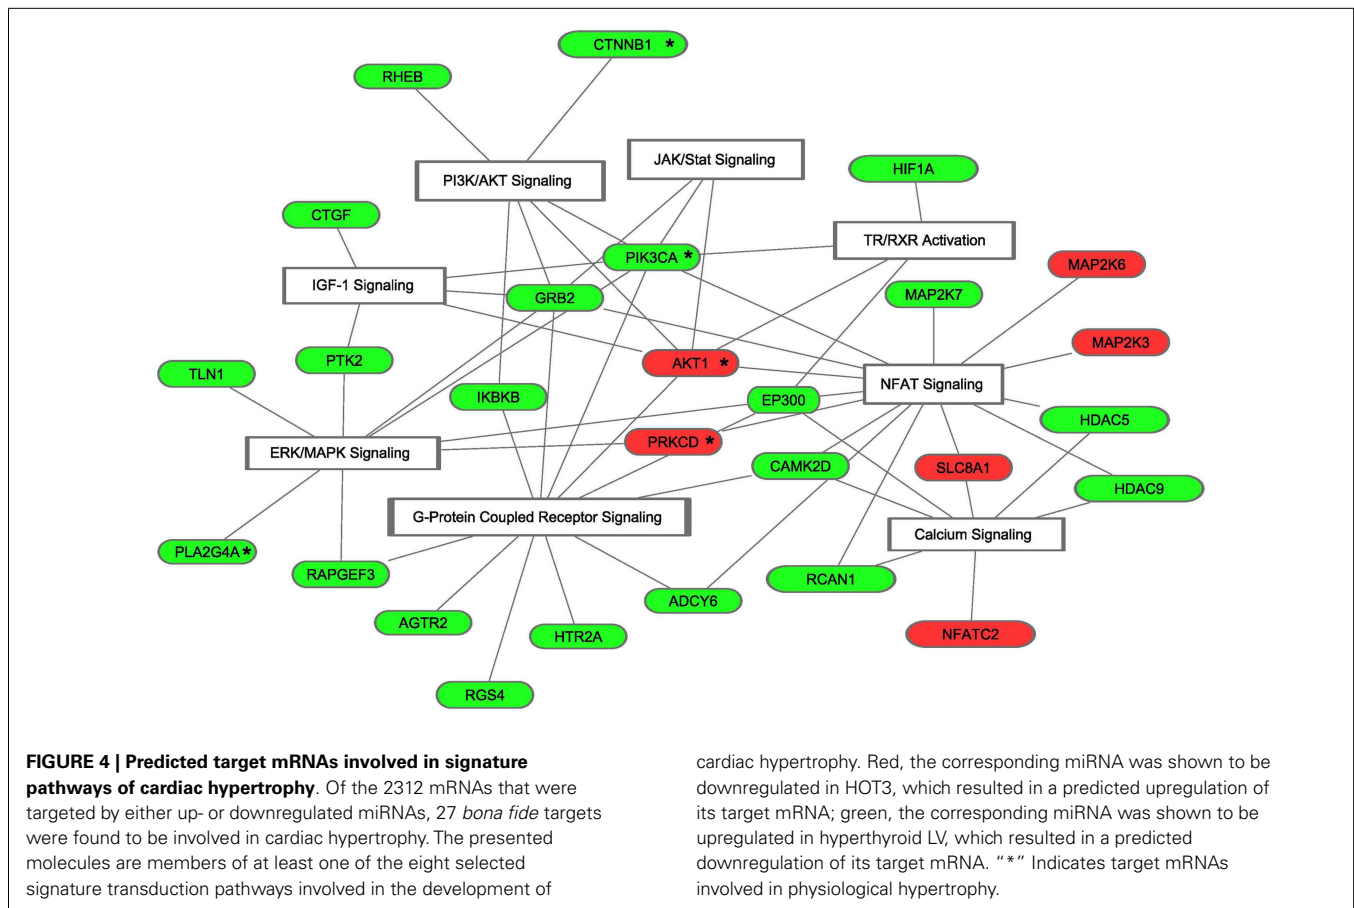 CTNNB1 *
RHEB
JAK/Stat Signaling
PI3K/AKT Signaling
HIF1A
CTGF
TR/RXR Activation
PIK3CA *
MAP2K6
IGF-1 Signaling
GRB2
MAP2K7
MAP2K3
PTK2
AKT1 *
TLN1
NFAT Signaling
IKBKB
EP300
HDAC5
PRKCD *
ERK/MAPK Signaling
CAMK2D
SLC8A1
HDAC9
G-Protein Coupled Receptor Signaling
Calcium Signaling
PLA2G4A *
RAPGEF3
RCAN1
ADCY6
AGTR2
HTR2A
NFATC2
RGS4
FIGURE 4 | Predicted target mRNAs involved in signature
pathways of cardiac hypertrophy. Of the 2312 mRNAs that were
targeted by either up- or downregulated miRNAs, 27 bona fide targets
were found to be involved in cardiac hypertrophy. The presented
molecules are members of at least one of the eight selected
signature transduction pathways involved in the development of
cardiac hypertrophy. Red, the corresponding miRNA was shown to be
downregulated in HOT3, which resulted in a predicted upregulation of
its target mRNA; green, the corresponding miRNA was shown to be
upregulated in hyperthyroid LV, which resulted in a predicted
downregulation of its target mRNA. “*” Indicates target mRNAs
involved in physiological hypertrophy.